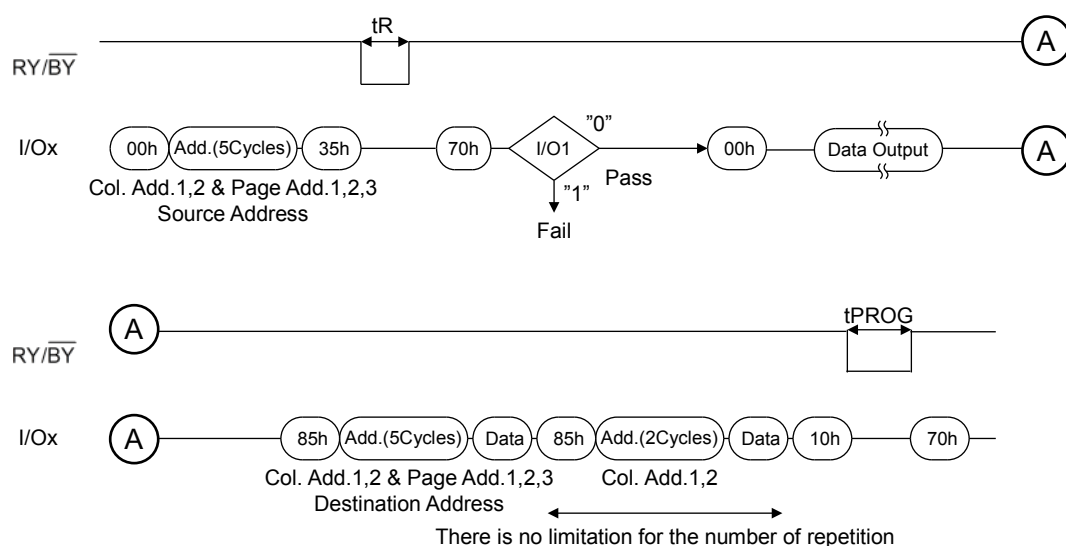 tR
RY/BY
A
I/Ox
00h Add.(5Cycles) 35h 70h I/O1 "0" 00h Data Output A
Pass
"1"
Fail
Col. Add.1,2 & Page Add.1,2,3
Source Address
A
tPROG
RY/BY
I/Ox
A 85h Add.(5Cycles) Data 85h Add.(2Cycles) Data 10h 70h
Col. Add.1,2 & Page Add.1,2,3 Col. Add.1,2
Destination Address
There is no limitation for the number of repetition